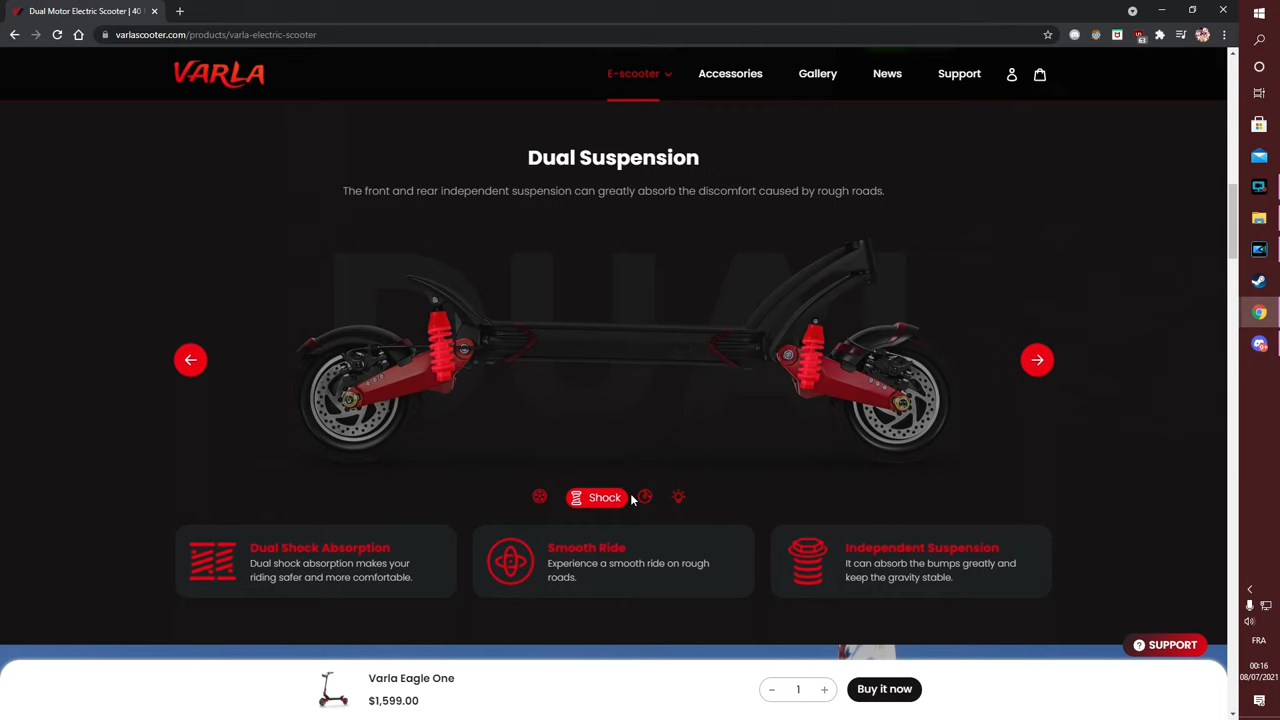 Dual Motor Electric Scooter | 40
varlascooter.com/products/varla-electric-scooter
63
VARLA
E-scooter
Accessories
Gallery
News
Support
Dual Suspension
The front and rear independent suspension can greatly absorb the discomfort caused by rough roads.
DUAL
Shock
Dual Shock Absorption
Dual shock absorption makes your
riding safer and more comfortable.
Smooth Ride
Experience a smooth ride on rough
roads.
Independent Suspension
It can absorb the bumps greatly and
keep the gravity stable.
SUPPORT
Varla Eagle One
$1,599.00
- 1 +
Buy it now
FRA
00:16
08/07/2021